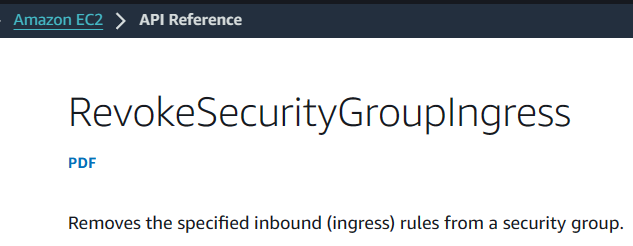 Amazon EC2 > API Reference
RevokeSecurityGroupIngress
PDF
Removes the specified inbound (ingress) rules from a security group.